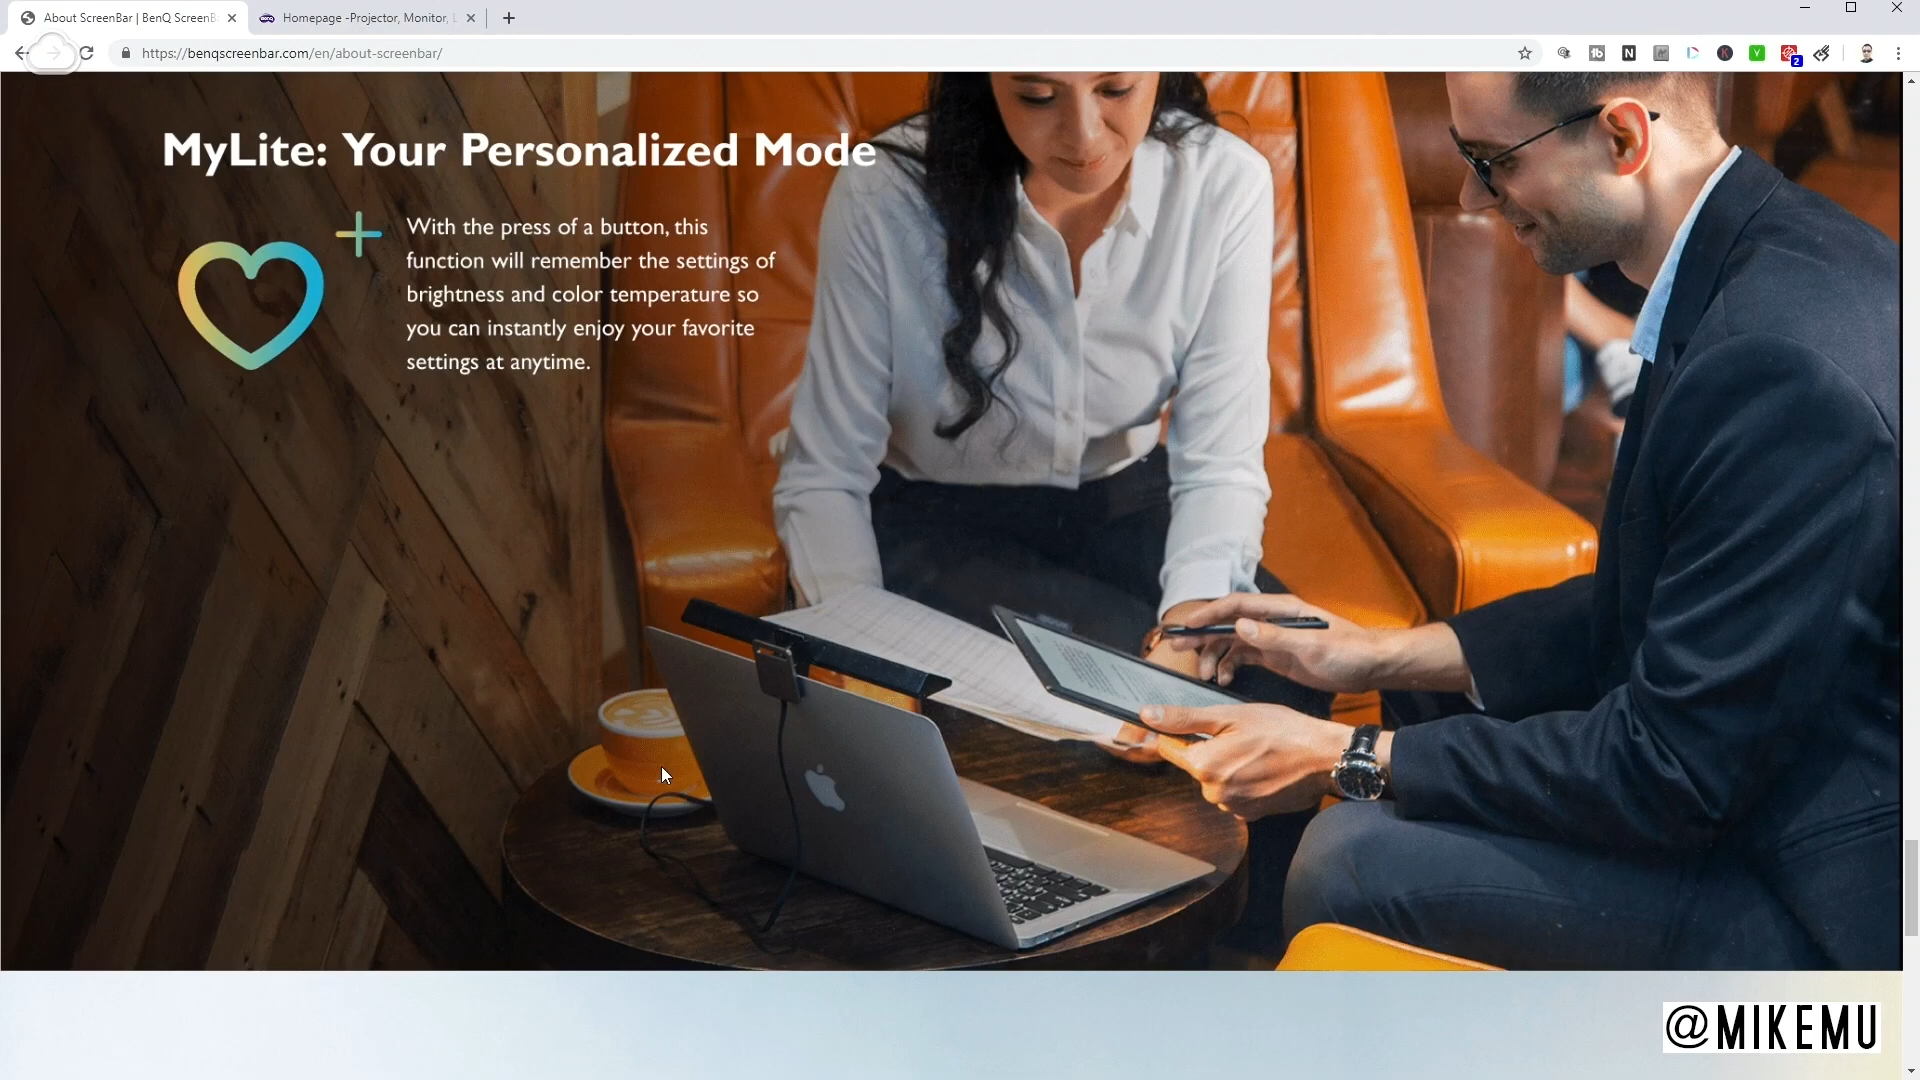 About ScreenBar | BenQ ScreenB
Homepage -Projector, Monitor, L
https://benqscreenbar.com/en/about-screenbar/
tb
N
K
V
2
MyLite: Your Personalized Mode
With the press of a button, this
function will remember the settings of
brightness and color temperature so
you can instantly enjoy your favorite
settings at anytime.
@MIKEMU